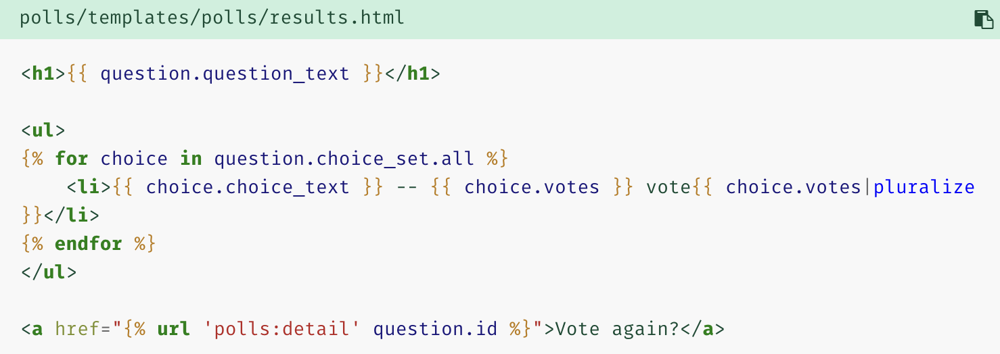 polls/templates/polls/results.html
<h1>{{ question.question_text }}</h1>
<ul>
{% for choice in question.choice_set.all %}
    <li>{{ choice.choice_text }} -- {{ choice.votes }} vote{{ choice.votes|pluralize
}}</li>
{% endfor %}
</ul>
<a href="{% url 'polls:detail' question.id %}">Vote again?</a>